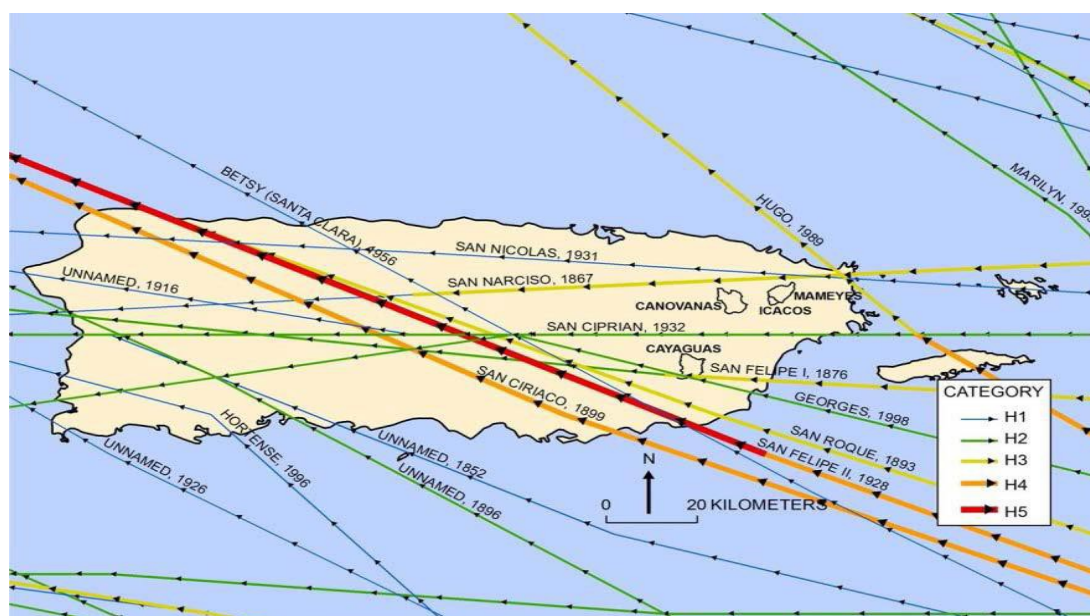 HUGO, 1989
MARILYN, 199
BETSY (SANTA CLARA), 4956
SAN NICOLAS, 1931
UNNAMED, 1916
SAN NARCISO, 1867
CANOVANAS
MAMEYES
ICACOS
SAN CIPRIAN, 1932
CAYAGUAS
SAN FELIPE I, 1876
SAN CIRIACO, 1899
GEORGES, 1998
HORTENSE, 1996
SAN ROQUE, 1893
UNNAMED, 1852
SAN FELIPE II, 1928
UNNAMED, 1926
UNNAMED, 1896
N
0 20 KILOMETERS
CATEGORY
H1
H2
H3
H4
H5